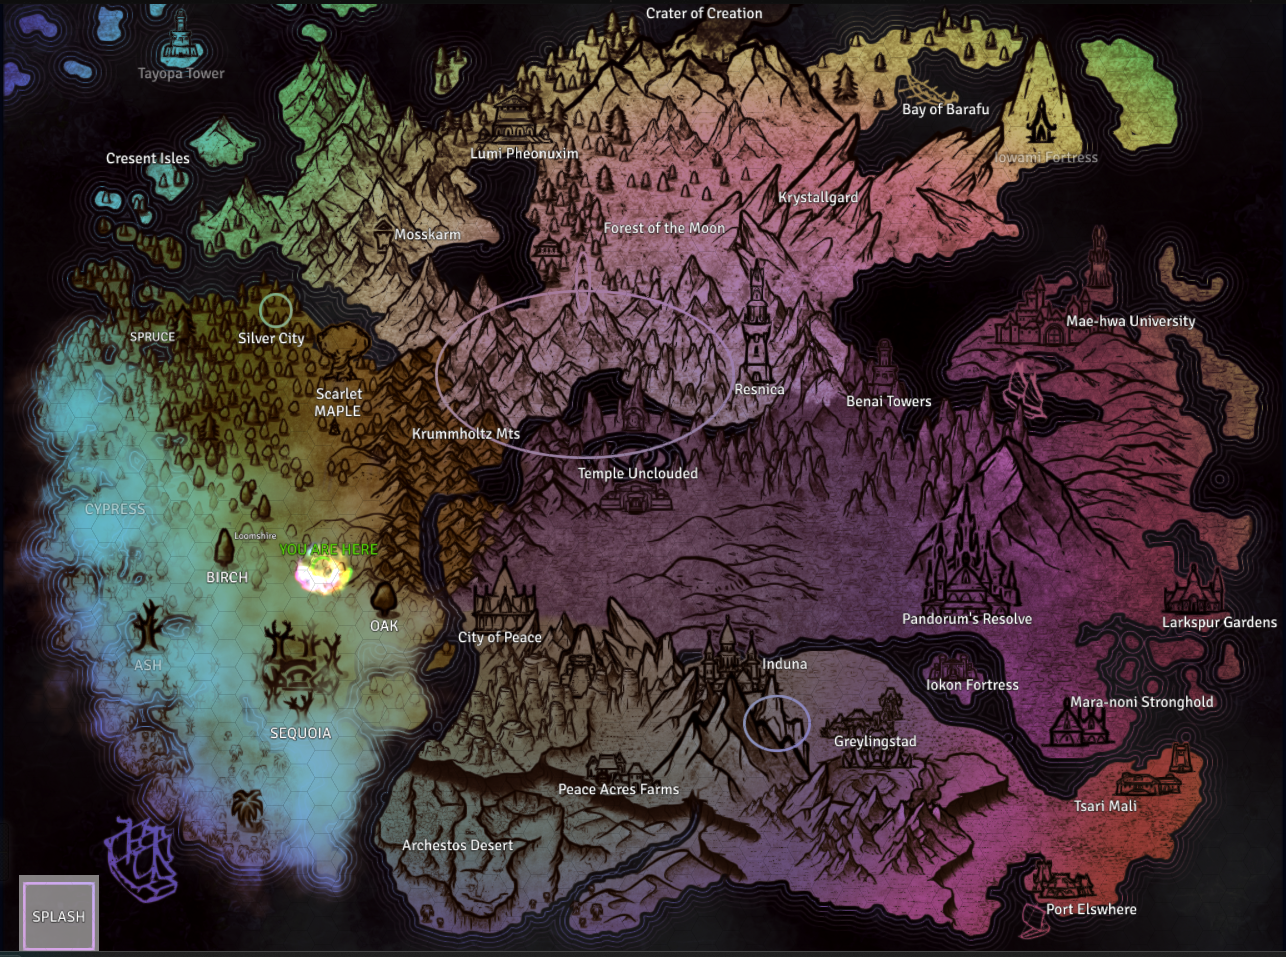 Crater of Creation
Tayopa Tower
Bay of Barafu
Cresent Isles
Lumi Pheonuxim
Iowami Fortress
Krystallgard
Forest of the Moon
Mosskarm
Mae-hwa University
SPRUCE
Silver City
Scarlet
MAPLE
Resnica
Benai Towers
Krummholtz Mts
Temple Unclouded
CYPRESS
Loamshire
YOU ARE HERE
BIRCH
OAK
City of Peace
Pandorum's Resolve
Larkspur Gardens
ASH
Induna
Iokon Fortress
Mara-noni Stronghold
SEQUOIA
Greylingstad
Peace Acres Farms
Tsari Mali
Archestos Desert
Port Elswhere
SPLASH